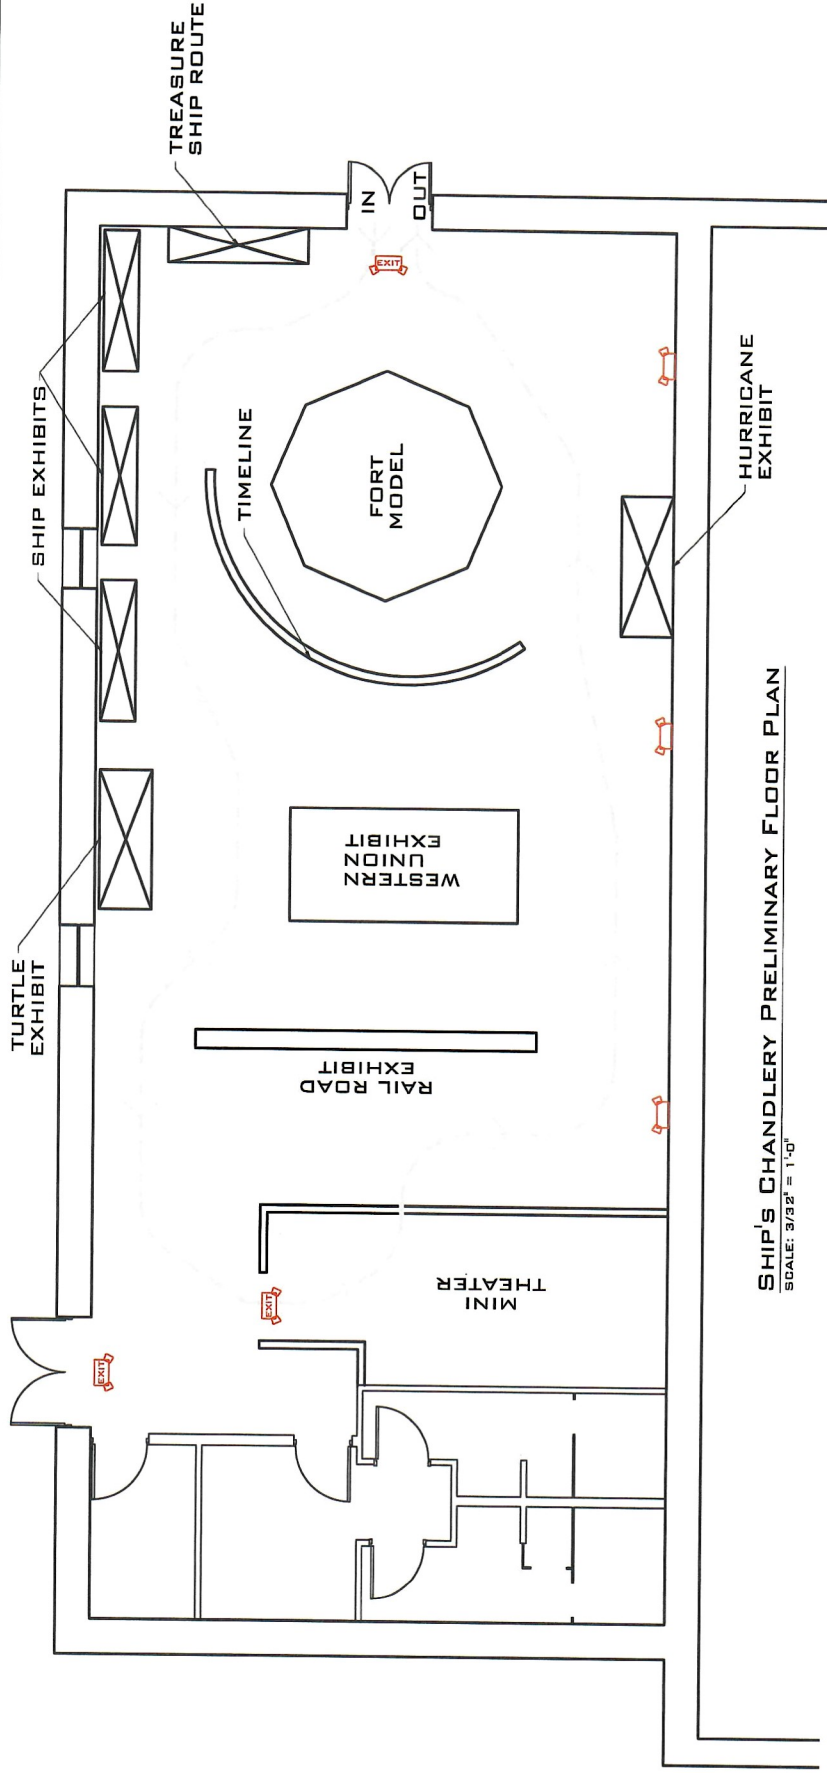 TREASURE
SHIP ROUTE
SHIP EXHIBITS
IN
OUT
EXIT
TIMELINE
FORT
MODEL
HURRICANE
EXHIBIT
TURTLE
EXHIBIT
WESTERN
UNION
EXHIBIT
RAIL ROAD
EXHIBIT
MINI
THEATER
EXIT
EXIT
SHIP'S CHANDLERY PRELIMINARY FLOOR PLAN
SCALE: 3/32" = 1'-0"